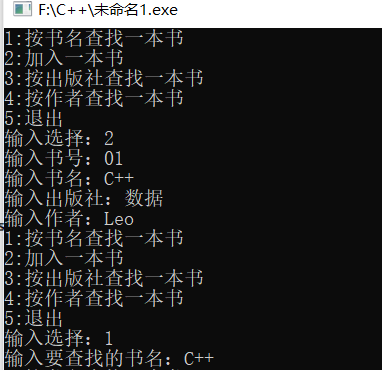 F:\C++\未命名1.exe
1:按书名查找一本书
2:加入一本书
3:按出版社查找一本书
4:按作者查找一本书
5:退出
输入选择：2
输入书号：01
输入书名：C++
输入出版社：数据
输入作者：Leo
1:按书名查找一本书
2:加入一本书
3:按出版社查找一本书
4:按作者查找一本书
5:退出
输入选择：1
输入要查找的书名：C++